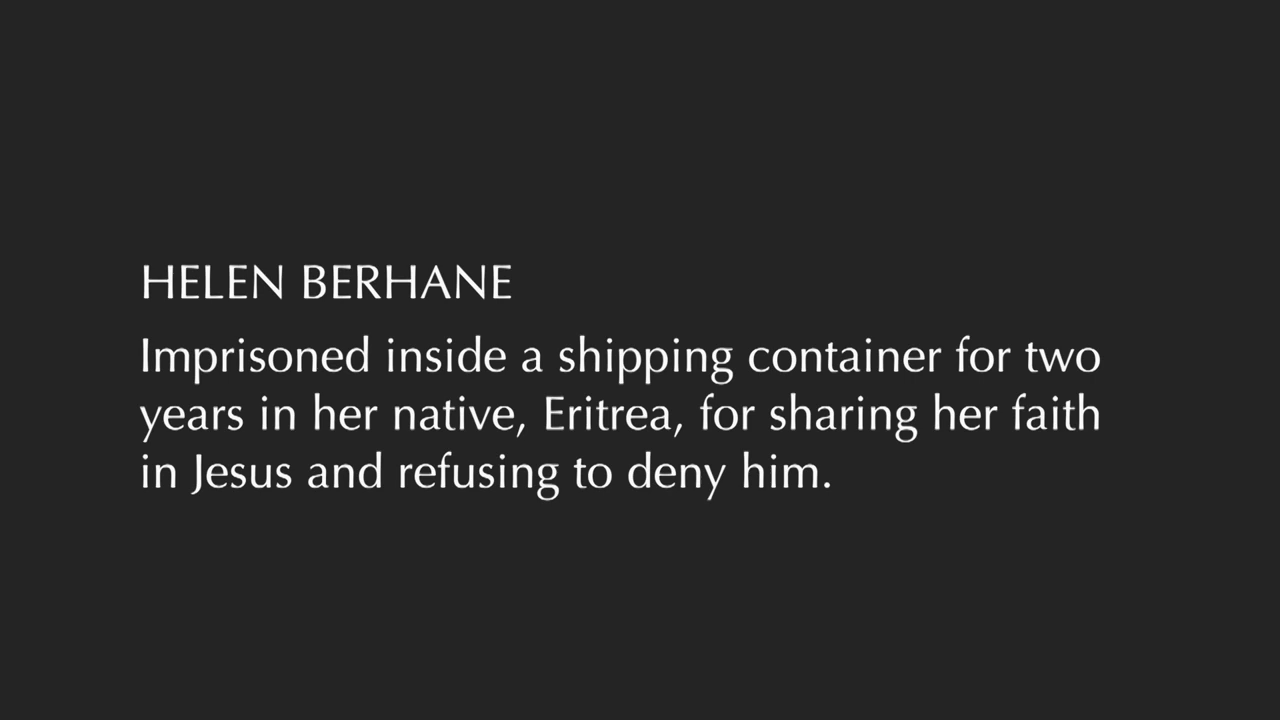 HELEN BERHANE
Imprisoned inside a shipping container for two
years in her native, Eritrea, for sharing her faith
in Jesus and refusing to deny him.